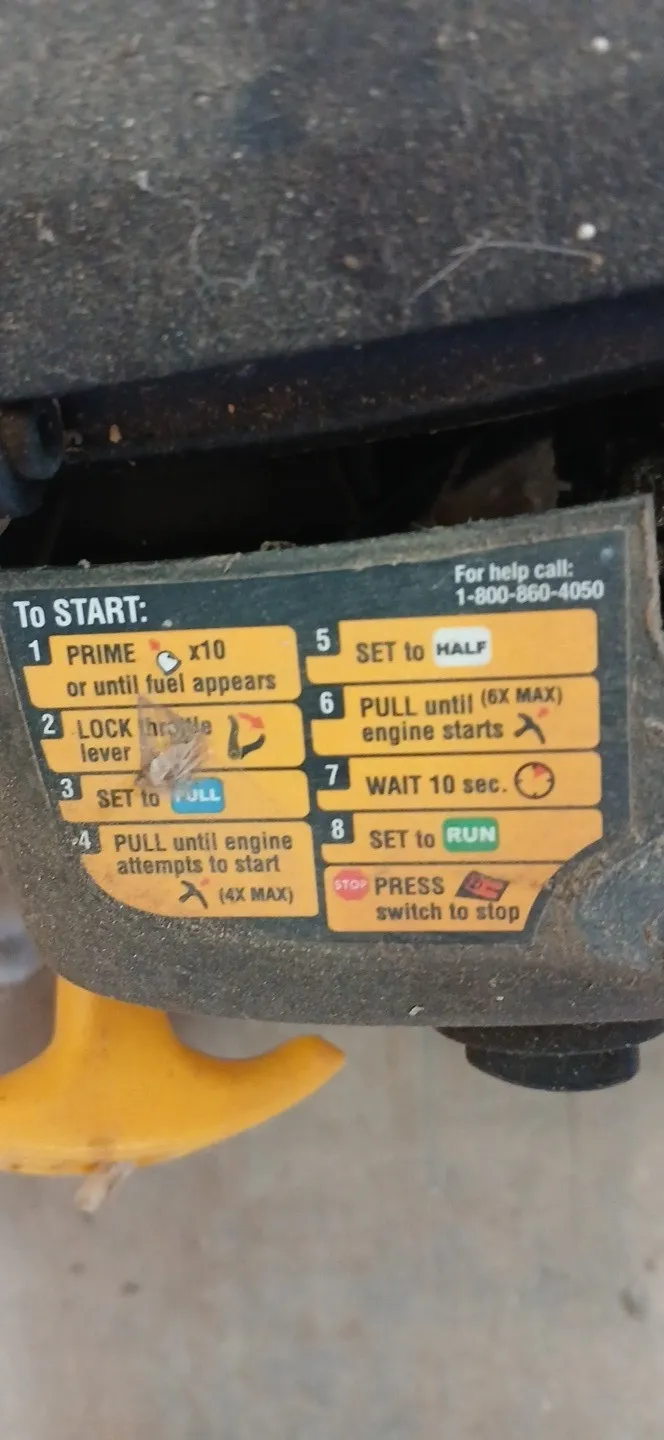 To START:
For help call:
1-800-860-4050
1 PRIME x10
or until fuel appears
2 LOCK throttle
lever
3 SET to FULL
4 PULL until engine
attempts to start
(4X MAX)
5 SET to HALF
6 PULL until (6X MAX)
engine starts
7 WAIT 10 sec.
8 SET to RUN
STOP PRESS
switch to stop